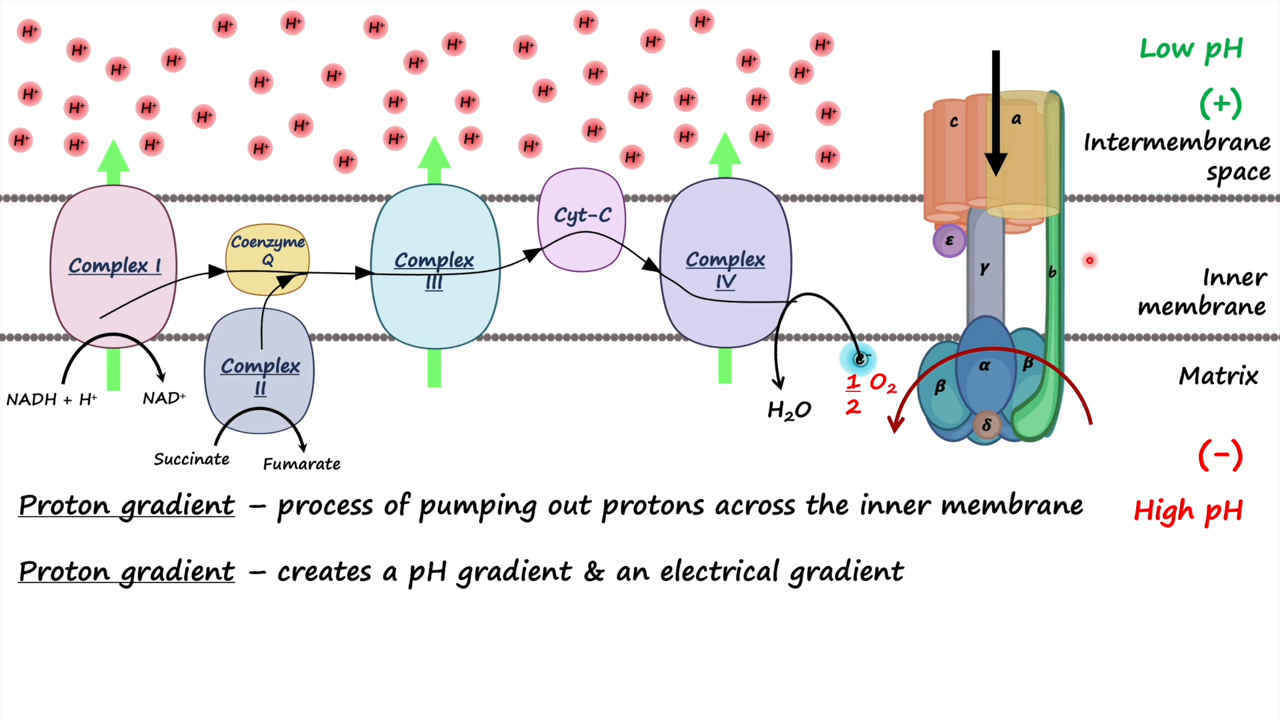 H⁺ H⁺ H⁺ H⁺ H⁺ H⁺ H⁺
H⁺ H⁺ H⁺ H⁺ H⁺ H⁺ H⁺ H⁺
H⁺ H⁺ H⁺ H⁺ H⁺ H⁺ H⁺
H⁺ H⁺ H⁺ H⁺ H⁺ H⁺ H⁺ H⁺ H⁺ H⁺
H⁺ H⁺ H⁺ H⁺ H⁺ H⁺ H⁺ H⁺ H⁺ H⁺ H⁺
H⁺ H⁺ H⁺ H⁺ H⁺ H⁺
Low pH
(+)
Intermembrane
space
c
a
ε
γ
b
Complex I
Coenzyme
Q
Complex
III
Cyt-C
Complex
IV
Inner
membrane
Complex
II
NADH + H⁺
NAD⁺
Succinate
Fumarate
H₂O
e⁻
1
2
O₂
β
α
β
δ
Matrix
(−)
High pH
Proton gradient – process of pumping out protons across the inner membrane
Proton gradient – creates a pH gradient & an electrical gradient